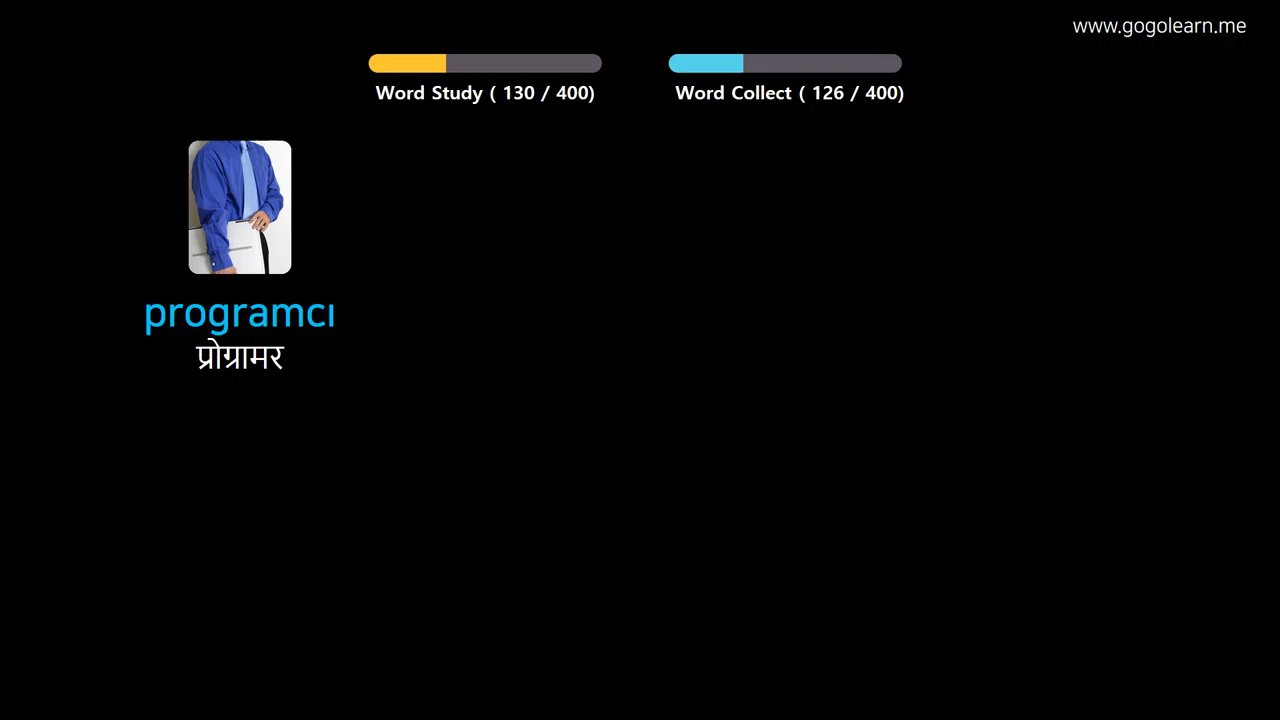 www.gogolearn.me
Word Study ( 130 / 400)
Word Collect ( 126 / 400)
programcı
प्रोग्रामर